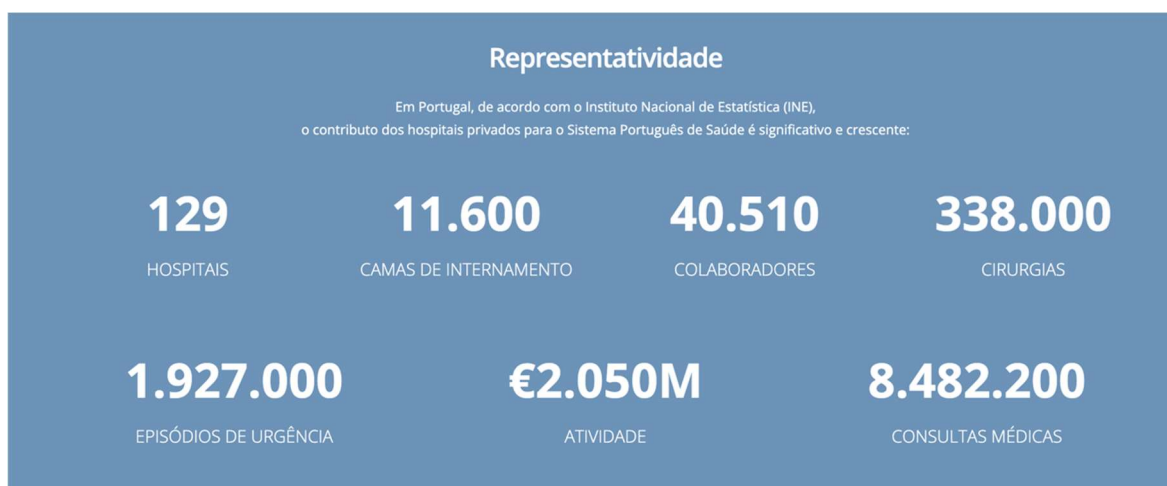 Representatividade
Em Portugal, de acordo com o Instituto Nacional de Estatística (INE),
o contributo dos hospitais privados para o Sistema Português de Saúde é significativo e crescente:
129
HOSPITAIS
11.600
CAMAS DE INTERNAMENTO
40.510
COLABORADORES
338.000
CIRURGIAS
1.927.000
EPISÓDIOS DE URGÊNCIA
€2.050M
ATIVIDADE
8.482.200
CONSULTAS MÉDICAS